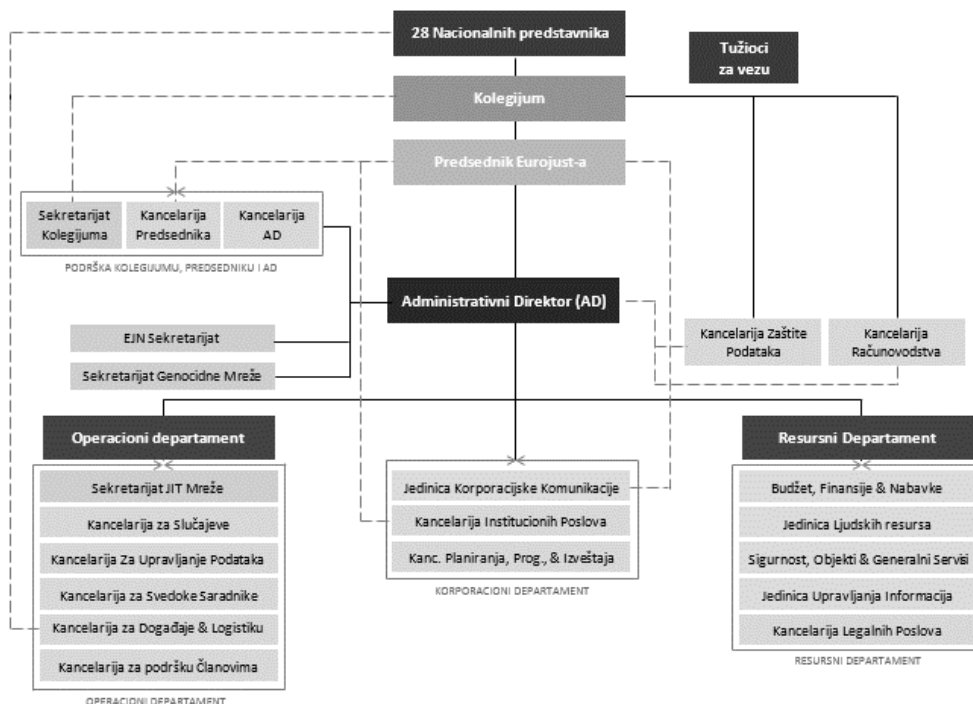 28 Nacionalnih predstavnika
Tužioci
za vezu
Kolegijum
Predsednik Eurojust-a
Sekretarijat
Kolegijuma
Kancelarija
Predsednika
Kancelarija
AD
PODRŠKA KOLEGIJUMU, PREDSEDNIKU I AD
Administrativni Direktor (AD)
EJN Sekretarijat
Sekretarijat Genocidne Mreže
Kancelarija Zaštite
Podataka
Kancelarija
Računovodstva
Operacioni departament
Sekretarijat JIT Mreže
Kancelarija za Slučajeve
Kancelarija Za Upravljanje Podataka
Kancelarija za Svedoke Saradnike
Kancelarija za Događaje & Logistiku
Kancelarija za podršku Članovima
OPERACIONI DEPARTAMENT
Jedinica Korporacijske Komunikacije
Kancelarija Institucionih Poslova
Kanc. Planiranja, Prog., & Izveštaja
KORPORACIONI DEPARTAMENT
Resursni Departament
Budžet, Finansije & Nabavke
Jedinica Ljudskih resursa
Sigurnost, Objekti & Generalni Servisi
Jedinica Upravljanja Informacija
Kancelarija Legalnih Poslova
RESURSNI DEPARTAMENT